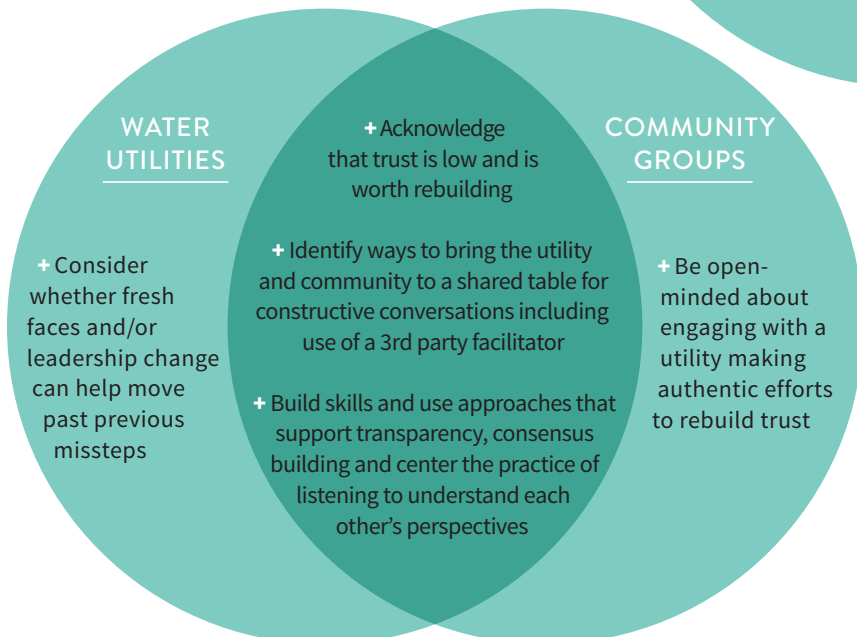 WATER
UTILITIES
+ Consider
whether fresh
faces and/or
leadership change
can help move
past previous
missteps
+ Acknowledge
that trust is low and is
worth rebuilding
+ Identify ways to bring the utility
and community to a shared table for
constructive conversations including
use of a 3rd party facilitator
+ Build skills and use approaches that
support transparency, consensus
building and center the practice of
listening to understand each
other’s perspectives
COMMUNITY
GROUPS
+ Be open-
minded about
engaging with a
utility making
authentic efforts
to rebuild trust